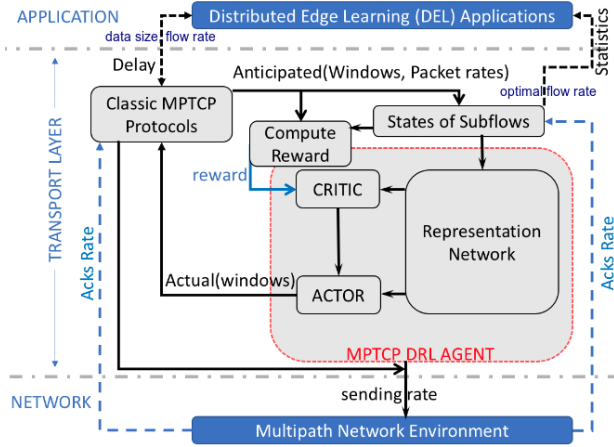 APPLICATION
Distributed Edge Learning (DEL) Applications
data size, flow rate
Statistics
Delay
Anticipated(Windows, Packet rates)
optimal flow rate
Classic MPTCP
Protocols
States of Subflows
Compute
Reward
TRANSPORT LAYER
reward
CRITIC
Representation
Network
Acks Rate
Acks Rate
Actual(windows)
ACTOR
MPTCP DRL AGENT
sending rate
NETWORK
Multipath Network Environment